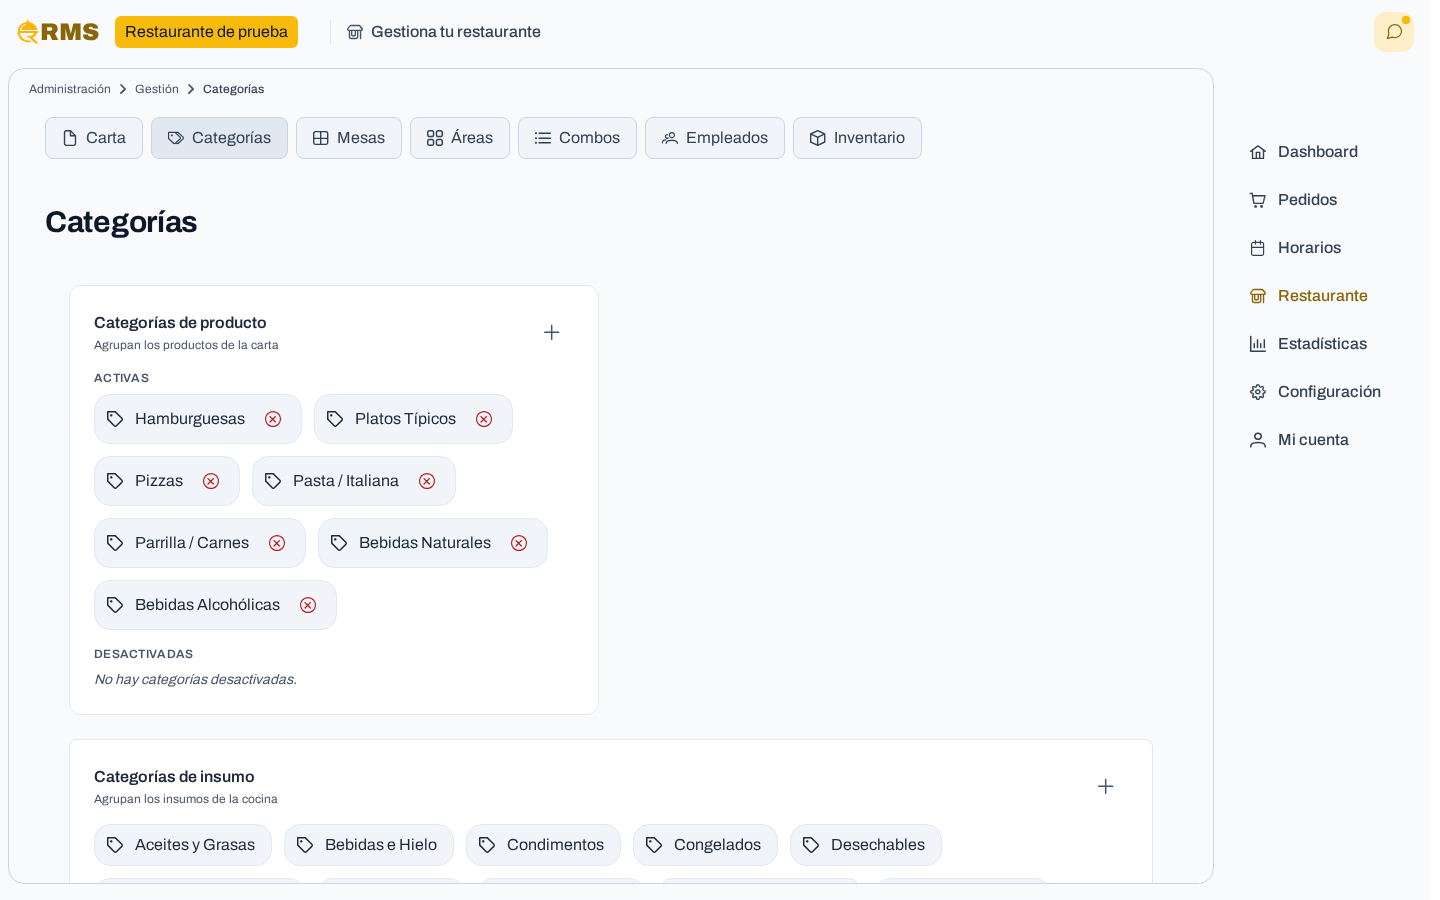 RMS
Restaurante de prueba
Gestiona tu restaurante
Administración
Gestión
Categorías
Carta
Categorías
Mesas
Áreas
Combos
Empleados
Inventario
Categorías
Categorías de producto
Agrupan los productos de la carta
ACTIVAS
Hamburguesas
Platos Típicos
Pizzas
Pasta / Italiana
Parrilla / Carnes
Bebidas Naturales
Bebidas Alcohólicas
DESACTIVADAS
No hay categorías desactivadas.
Categorías de insumo
Agrupan los insumos de la cocina
Aceites y Grasas
Bebidas e Hielo
Condimentos
Congelados
Desechables
Dashboard
Pedidos
Horarios
Restaurante
Estadísticas
Configuración
Mi cuenta